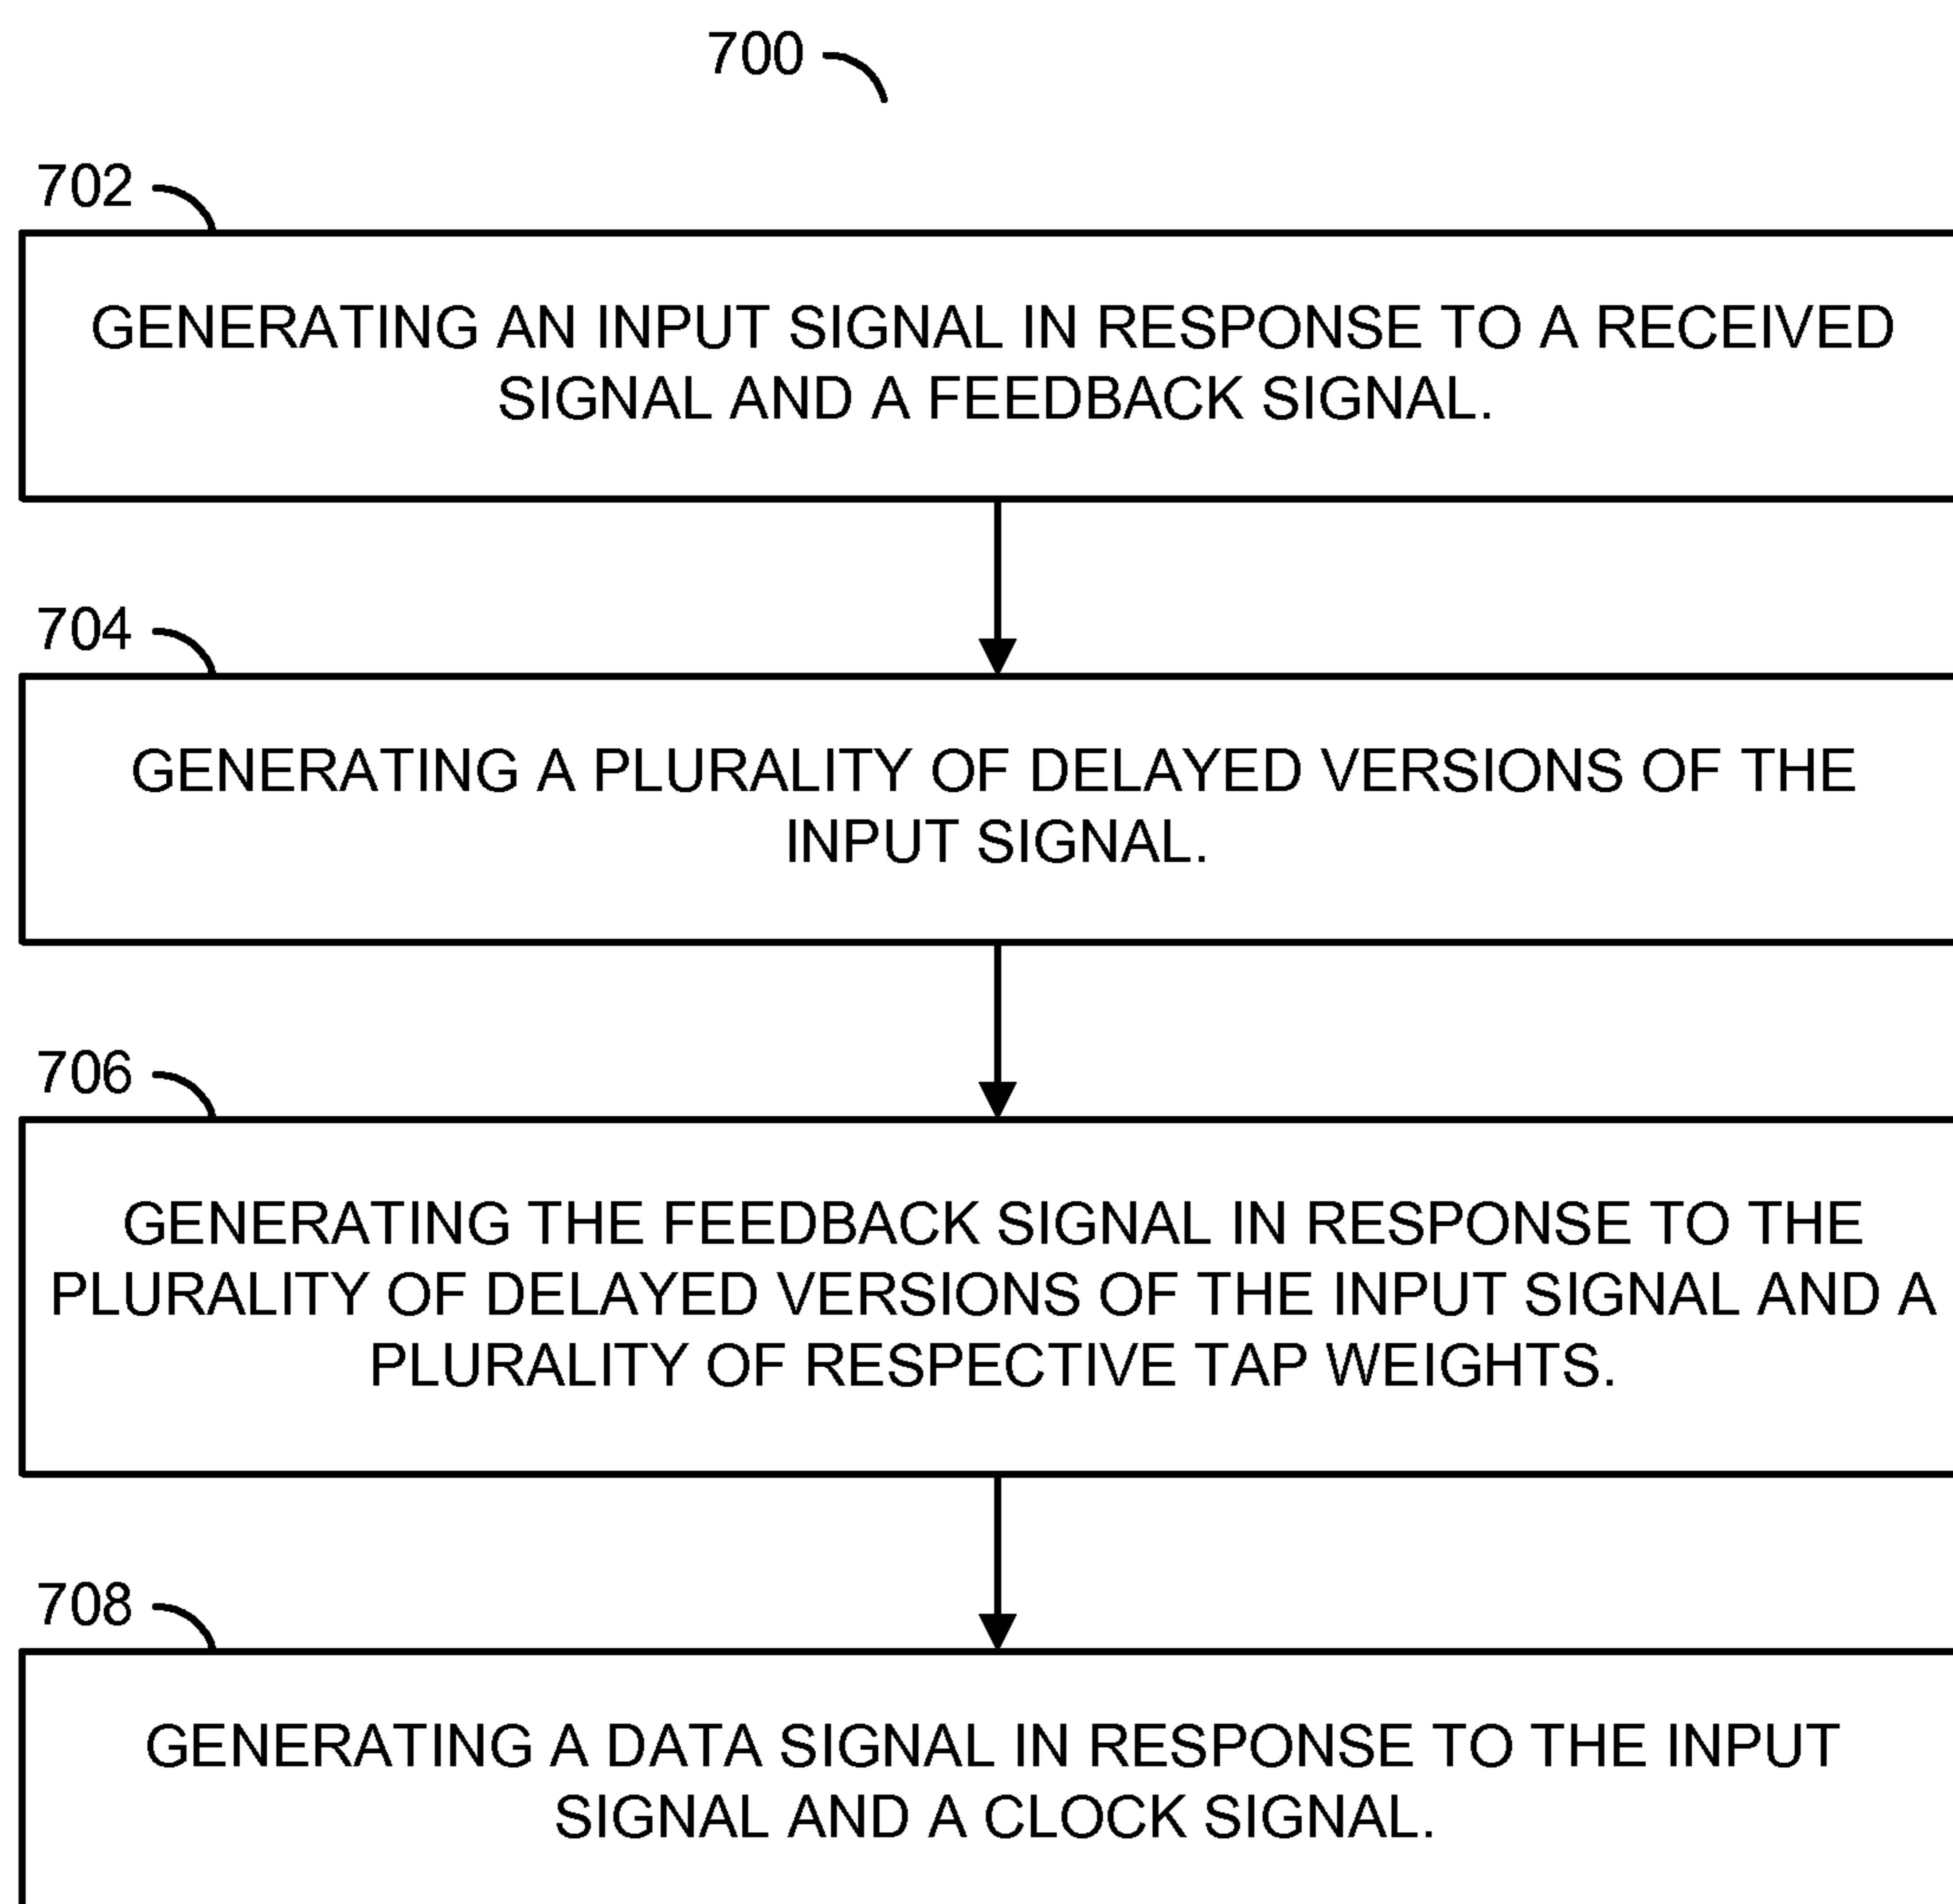 700
702
GENERATING AN INPUT SIGNAL IN RESPONSE TO A RECEIVED
SIGNAL AND A FEEDBACK SIGNAL.
704
GENERATING A PLURALITY OF DELAYED VERSIONS OF THE
INPUT SIGNAL.
706
GENERATING THE FEEDBACK SIGNAL IN RESPONSE TO THE
PLURALITY OF DELAYED VERSIONS OF THE INPUT SIGNAL AND A
PLURALITY OF RESPECTIVE TAP WEIGHTS.
708
GENERATING A DATA SIGNAL IN RESPONSE TO THE INPUT
SIGNAL AND A CLOCK SIGNAL.